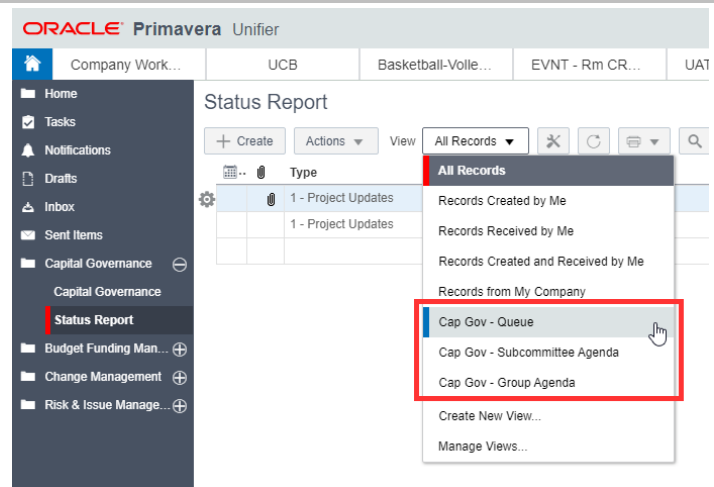 ORACLE Primavera Unifier
Company Work...
UCB
Basketball-Volle...
EVNT - Rm CR...
UAT
Home
Tasks
Notifications
Drafts
Inbox
Sent Items
Capital Governance
Capital Governance
Status Report
Budget Funding Man...
Change Management
Risk & Issue Manage...
Status Report
Create
Actions
View
All Records
Type
1 - Project Updates
1 - Project Updates
All Records
Records Created by Me
Records Received by Me
Records Created and Received by Me
Records from My Company
Cap Gov - Queue
Cap Gov - Subcommittee Agenda
Cap Gov - Group Agenda
Create New View...
Manage Views...